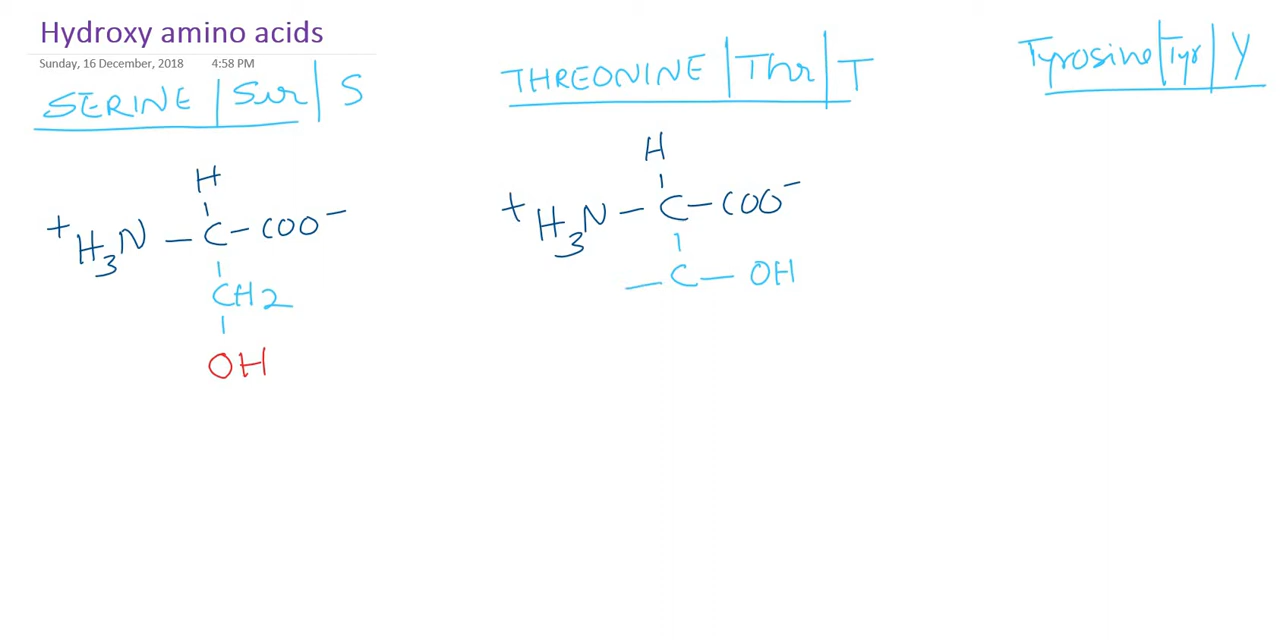 Hydroxy amino acids
Sunday, 16 December, 2018 4:58 PM
SERINE | Ser | S
THREONINE | Thr | T
Tyrosine | Tyr | Y
H
+H3N – C – COO–
CH2
OH
H
+H3N – C – COO–
– C – OH